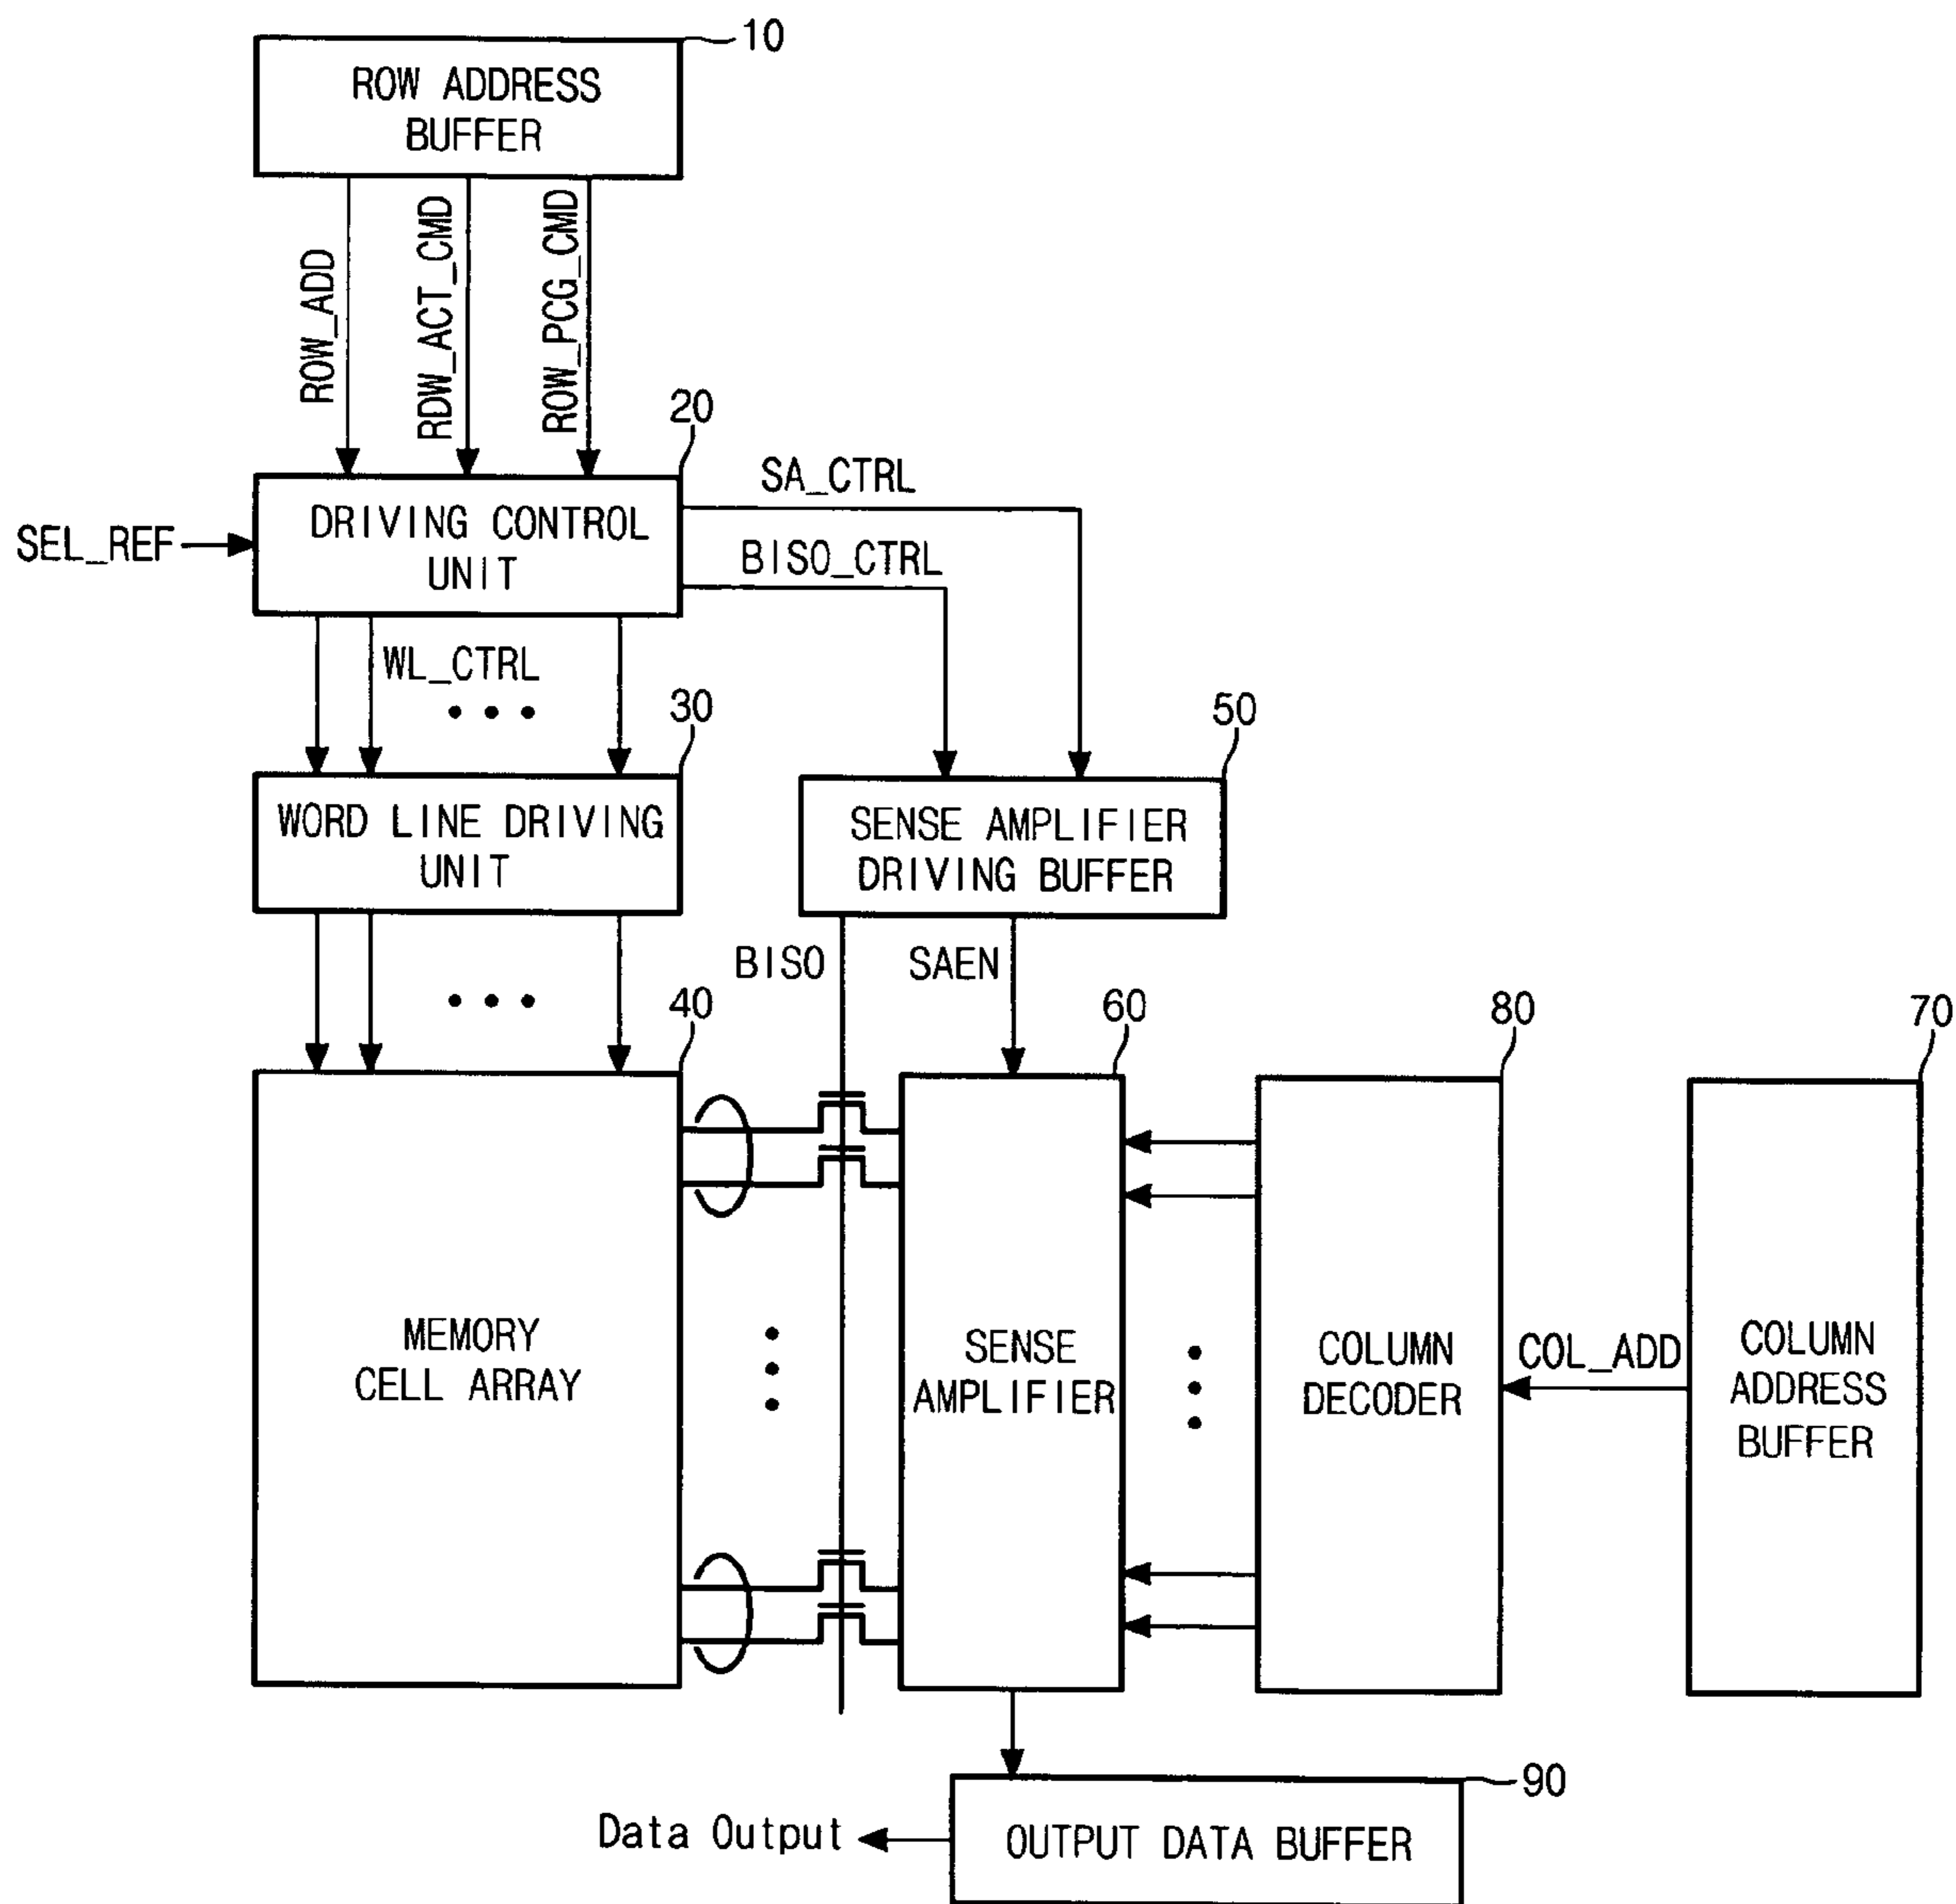 10
ROW ADDRESS
BUFFER
ROW_ADD
RDW_ACT_CMD
ROW_PCG_CMD
20
SA_CTRL
SEL_REF
DRIVING CONTROL
UNIT
BISO_CTRL
WL_CTRL
• • •
30
50
WORD LINE DRIVING
UNIT
SENSE AMPLIFIER
DRIVING BUFFER
BISO
SAEN
• • •
40
60
80
70
MEMORY
CELL ARRAY
SENSE
AMPLIFIER
COLUMN
DECODER
COL_ADD
COLUMN
ADDRESS
BUFFER
90
Data Output
OUTPUT DATA BUFFER